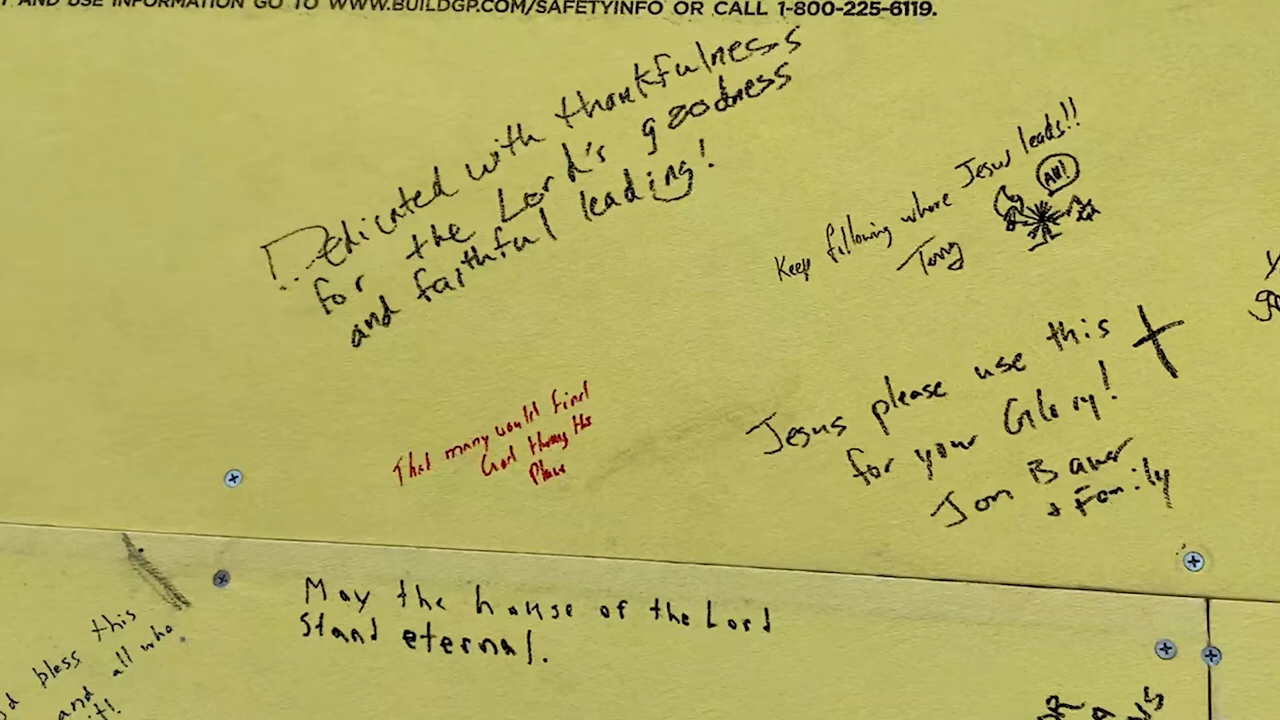 AND USE INFORMATION GO TO WWW.BUILDGP.COM/SAFETYINFO OR CALL 1-800-225-6119.
Dedicated with thankfulness
for the Lord's goodness
and faithful leading!
Keep following where Jesus leads!!
Terry
That many would find
God through this
Place
Jesus please use this
for your Glory!
Jon Bauer
& Family
May the house of the Lord
Stand eternal.
bless this
and all who